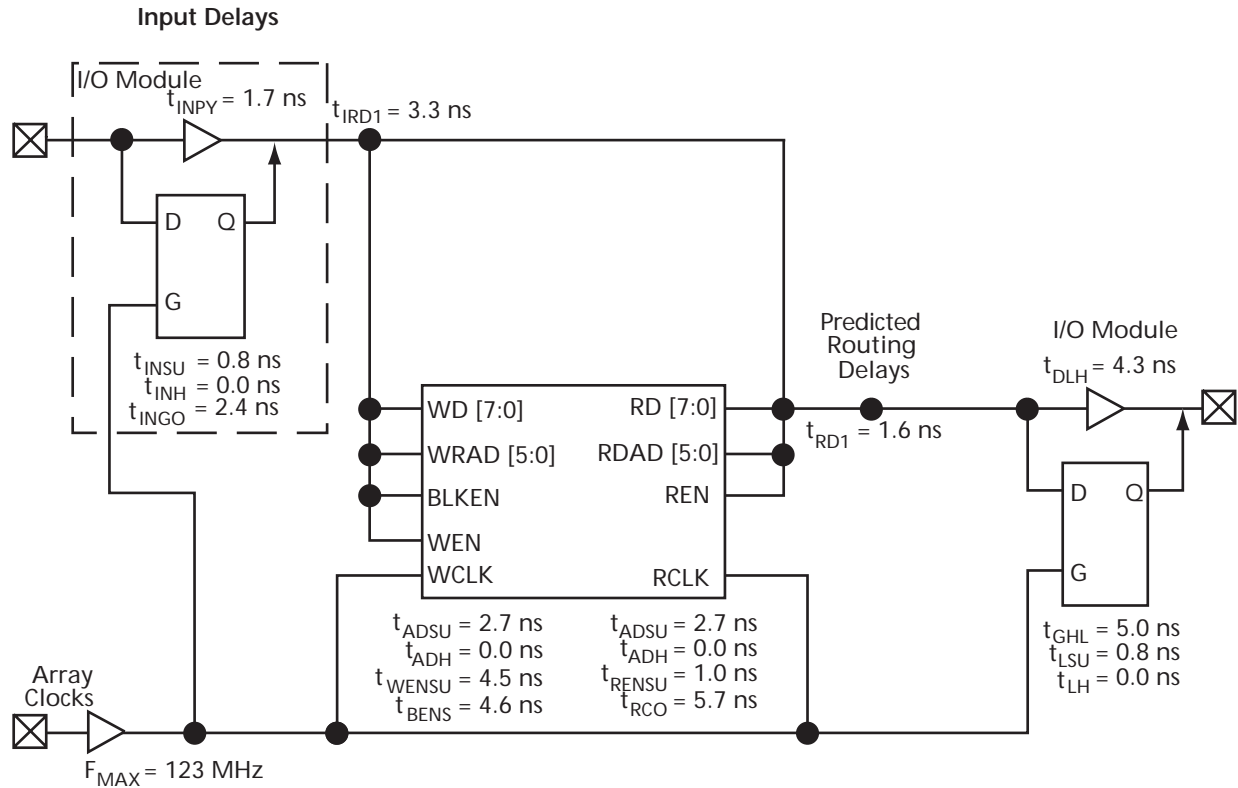 Input Delays
I/O Module
tINPY = 1.7 ns
tIRD1 = 3.3 ns
D Q
G
tINSU = 0.8 ns
tINH = 0.0 ns
tINGO = 2.4 ns
Predicted
Routing
Delays
tRD1 = 1.6 ns
I/O Module
tDLH = 4.3 ns
D Q
G
tGHL = 5.0 ns
tLSU = 0.8 ns
tLH = 0.0 ns
WD [7:0] RD [7:0]
WRAD [5:0] RDAD [5:0]
BLKEN REN
WEN
WCLK RCLK
tADSU = 2.7 ns
tADH = 0.0 ns
tWENSU = 4.5 ns
tBENS = 4.6 ns
tADSU = 2.7 ns
tADH = 0.0 ns
tRENSU = 1.0 ns
tRCO = 5.7 ns
Array
Clocks
FMAX = 123 MHz